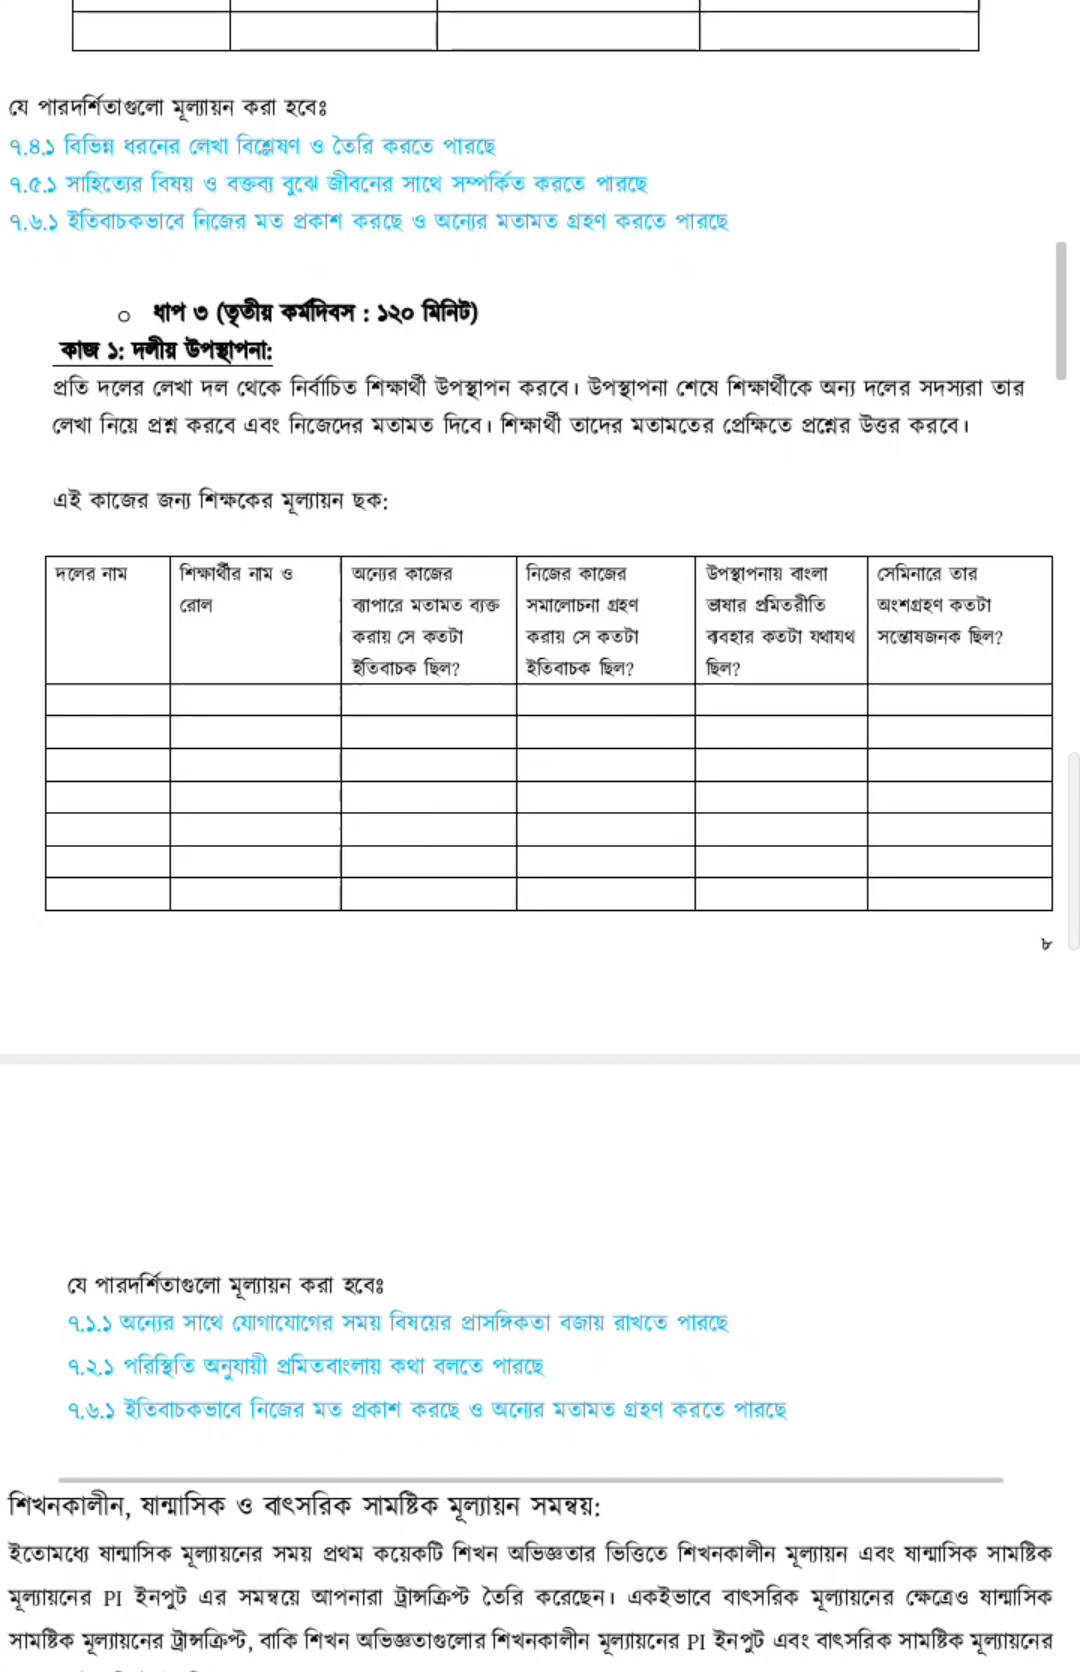 যে পারদর্শিতাগুলো মূল্যায়ন করা হবেঃ
৭.৪.১ বিভিন্ন ধরনের লেখা বিশ্লেষণ ও তৈরি করতে পারছে
৭.৫.১ সাহিত্যের বিষয় ও বক্তব্য বুঝে জীবনের সাথে সম্পর্কিত করতে পারছে
৭.৬.১ ইতিবাচকভাবে নিজের মত প্রকাশ করছে ও অন্যের মতামত গ্রহণ করতে পারছে
○ ধাপ ৩ (তৃতীয় কর্মদিবস : ১২০ মিনিট)
কাজ ১: দলীয় উপস্থাপনা:
প্রতি দলের লেখা দল থেকে নির্বাচিত শিক্ষার্থী উপস্থাপন করবে। উপস্থাপনা শেষে শিক্ষার্থীকে অন্য দলের সদস্যরা তার
লেখা নিয়ে প্রশ্ন করবে এবং নিজেদের মতামত দিবে। শিক্ষার্থী তাদের মতামতের প্রেক্ষিতে প্রশ্নের উত্তর করবে।
এই কাজের জন্য শিক্ষকের মূল্যায়ন ছক:
দলের নাম
শিক্ষার্থীর নাম ও
রোল
অন্যের কাজের
ব্যাপারে মতামত ব্যক্ত
করায় সে কতটা
ইতিবাচক ছিল?
নিজের কাজের
সমালোচনা গ্রহণ
করায় সে কতটা
ইতিবাচক ছিল?
উপস্থাপনায় বাংলা
ভাষার প্রমিতরীতি
ব্যবহার কতটা যথাযথ
ছিল?
সেমিনারে তার
অংশগ্রহণ কতটা
সন্তোষজনক ছিল?
৮
যে পারদর্শিতাগুলো মূল্যায়ন করা হবেঃ
৭.১.১ অন্যের সাথে যোগাযোগের সময় বিষয়ের প্রাসঙ্গিকতা বজায় রাখতে পারছে
৭.২.১ পরিস্থিতি অনুযায়ী প্রমিতবাংলায় কথা বলতে পারছে
৭.৬.১ ইতিবাচকভাবে নিজের মত প্রকাশ করছে ও অন্যের মতামত গ্রহণ করতে পারছে
শিখনকালীন, ষান্মাসিক ও বাৎসরিক সামষ্টিক মূল্যায়ন সমন্বয়:
ইতোমধ্যে ষান্মাসিক মূল্যায়নের সময় প্রথম কয়েকটি শিখন অভিজ্ঞতার ভিত্তিতে শিখনকালীন মূল্যায়ন এবং ষান্মাসিক সামষ্টিক
মূল্যায়নের PI ইনপুট এর সমন্বয়ে আপনারা ট্রান্সক্রিপ্ট তৈরি করেছেন। একইভাবে বাৎসরিক মূল্যায়নের ক্ষেত্রেও ষান্মাসিক
সামষ্টিক মূল্যায়নের ট্রান্সক্রিপ্ট, বাকি শিখন অভিজ্ঞতাগুলোর শিখনকালীন মূল্যায়নের PI ইনপুট এবং বাৎসরিক সামষ্টিক মূল্যায়নের